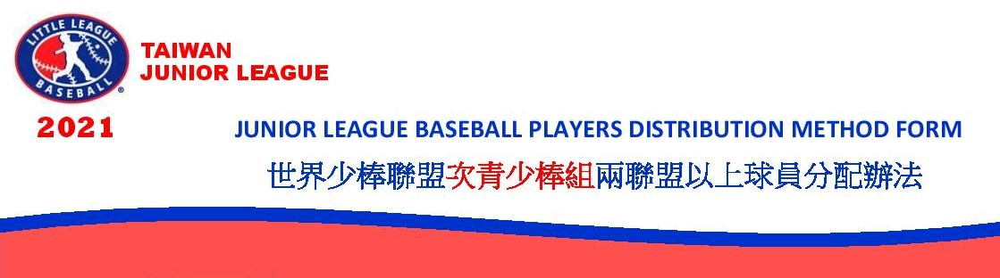 LITTLE LEAGUE
BASEBALL
®
TAIWAN
JUNIOR LEAGUE
2021
JUNIOR LEAGUE BASEBALL PLAYERS DISTRIBUTION METHOD FORM
世界少棒聯盟次青少棒組兩聯盟以上球員分配辦法